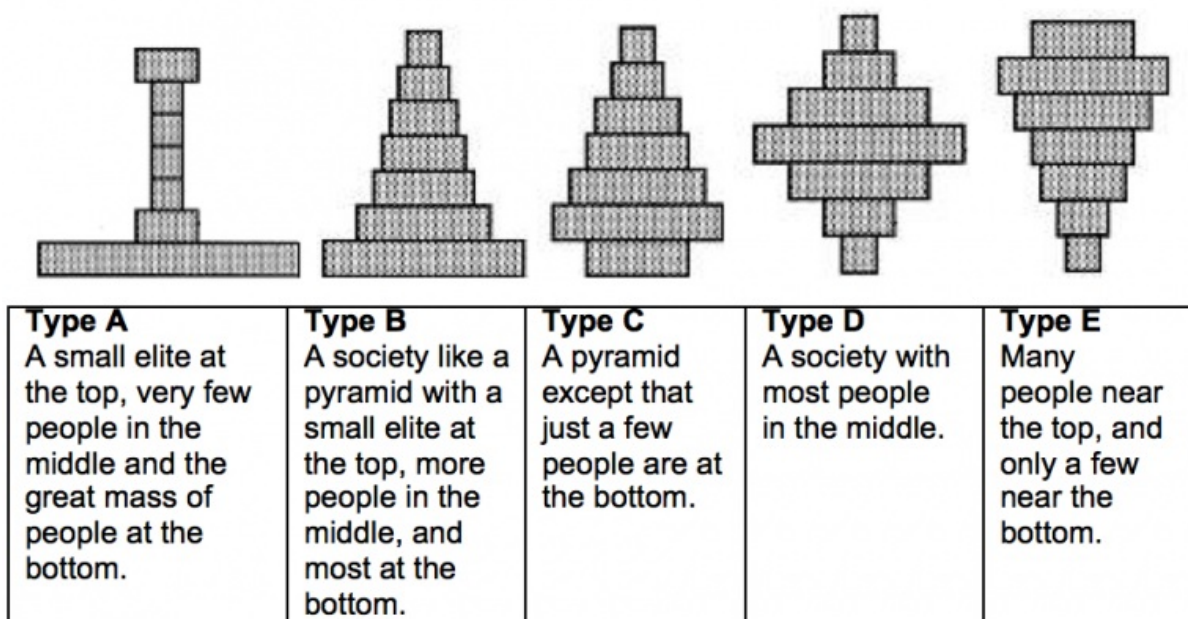 Type A
A small elite at
the top, very few
people in the
middle and the
great mass of
people at the
bottom.
Type B
A society like a
pyramid with a
small elite at
the top, more
people in the
middle, and
most at the
bottom.
Type C
A pyramid
except that
just a few
people are at
the bottom.
Type D
A society with
most people
in the middle.
Type E
Many
people near
the top, and
only a few
near the
bottom.